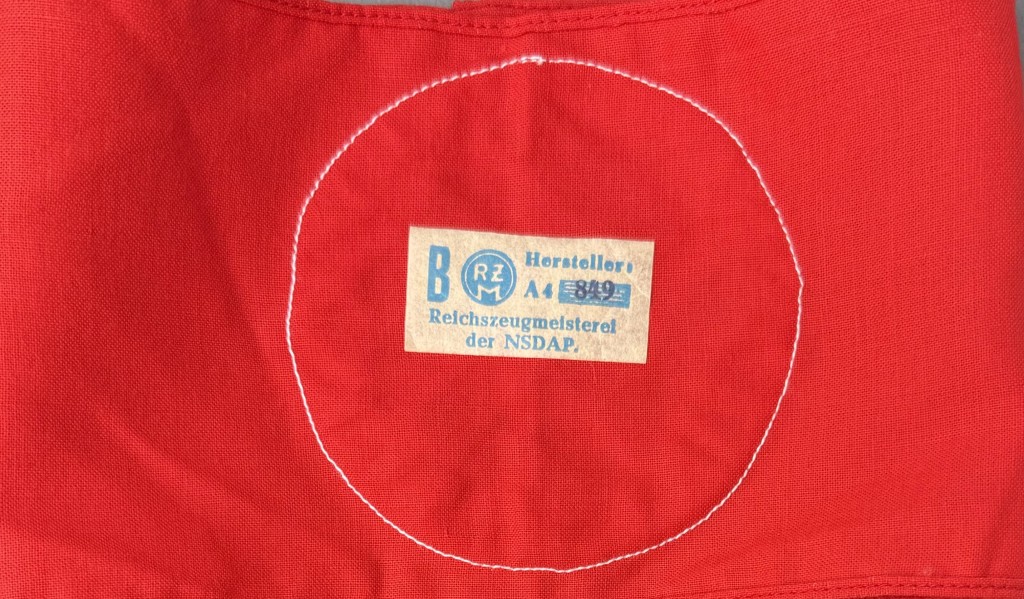 B RZM Hersteller:
A4 849
Reichszeugmeisterei
der NSDAP.